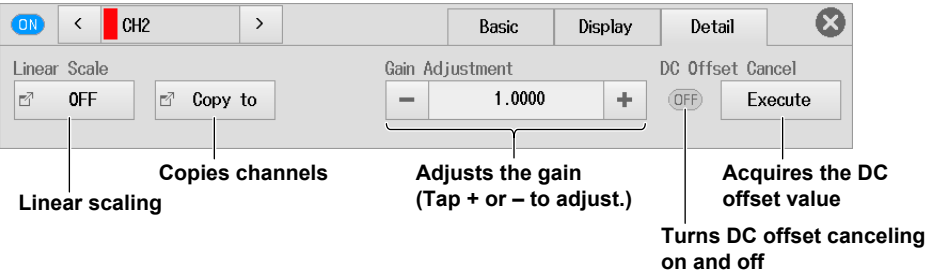 ON < CH2 > Basic Display Detail
Linear Scale Gain Adjustment DC Offset Cancel
OFF Copy to − 1.0000 + OFF Execute
Copies channels
Linear scaling
Adjusts the gain
(Tap + or – to adjust.)
Acquires the DC
offset value
Turns DC offset canceling
on and off